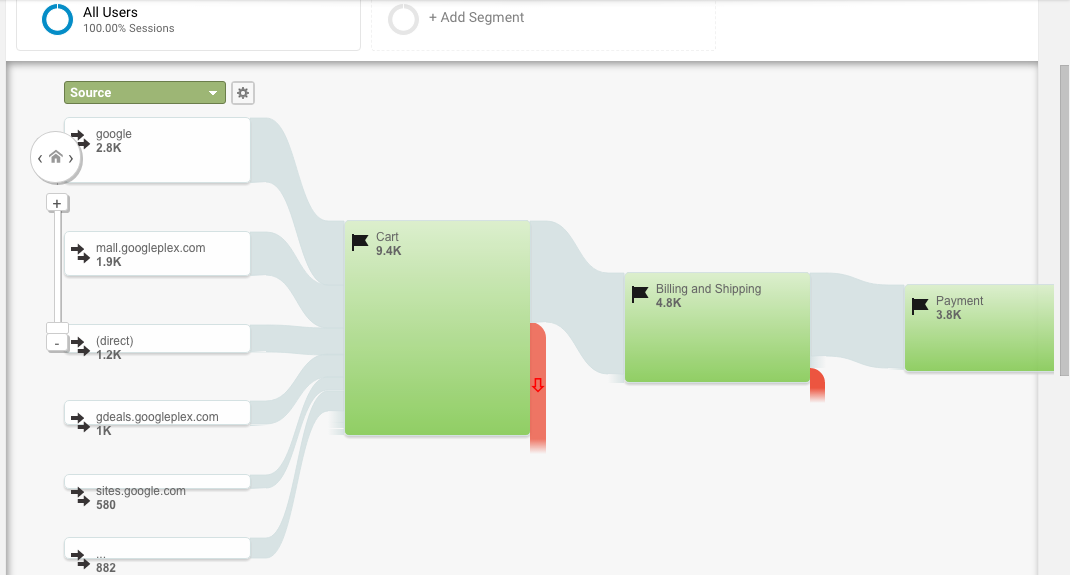 All Users
100.00% Sessions
+ Add Segment
Source
google
2.8K
mall.googleplex.com
1.9K
(direct)
1.2K
gdeals.googleplex.com
1K
sites.google.com
580
...
882
+
-
Cart
9.4K
Billing and Shipping
4.8K
Payment
3.8K